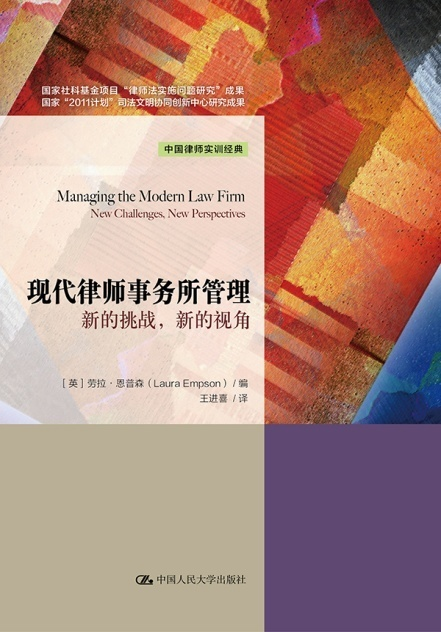 国家社科基金项目“律师法实施问题研究”成果
国家“2011计划”司法文明协同创新中心研究成果
中国律师实训经典
Managing the Modern Law Firm
New Challenges, New Perspectives
现代律师事务所管理
新的挑战，新的视角
［英］劳拉·恩普森（Laura Empson）/ 编
王进喜 / 译
中国人民大学出版社